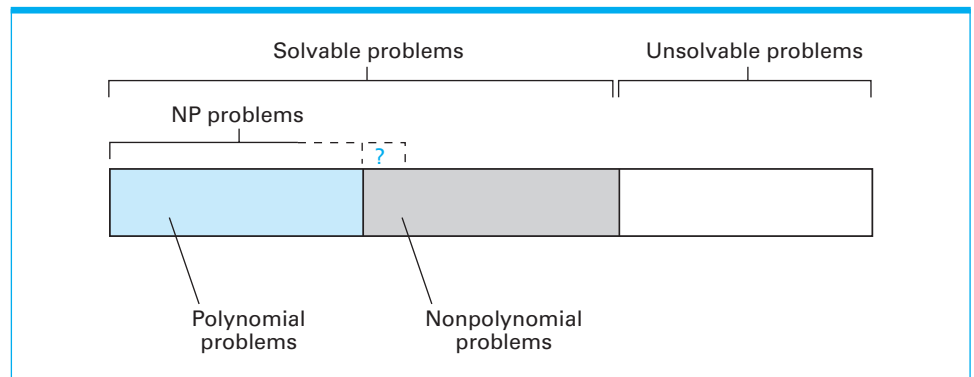 Solvable problems
Unsolvable problems
NP problems
?
Polynomial
problems
Nonpolynomial
problems